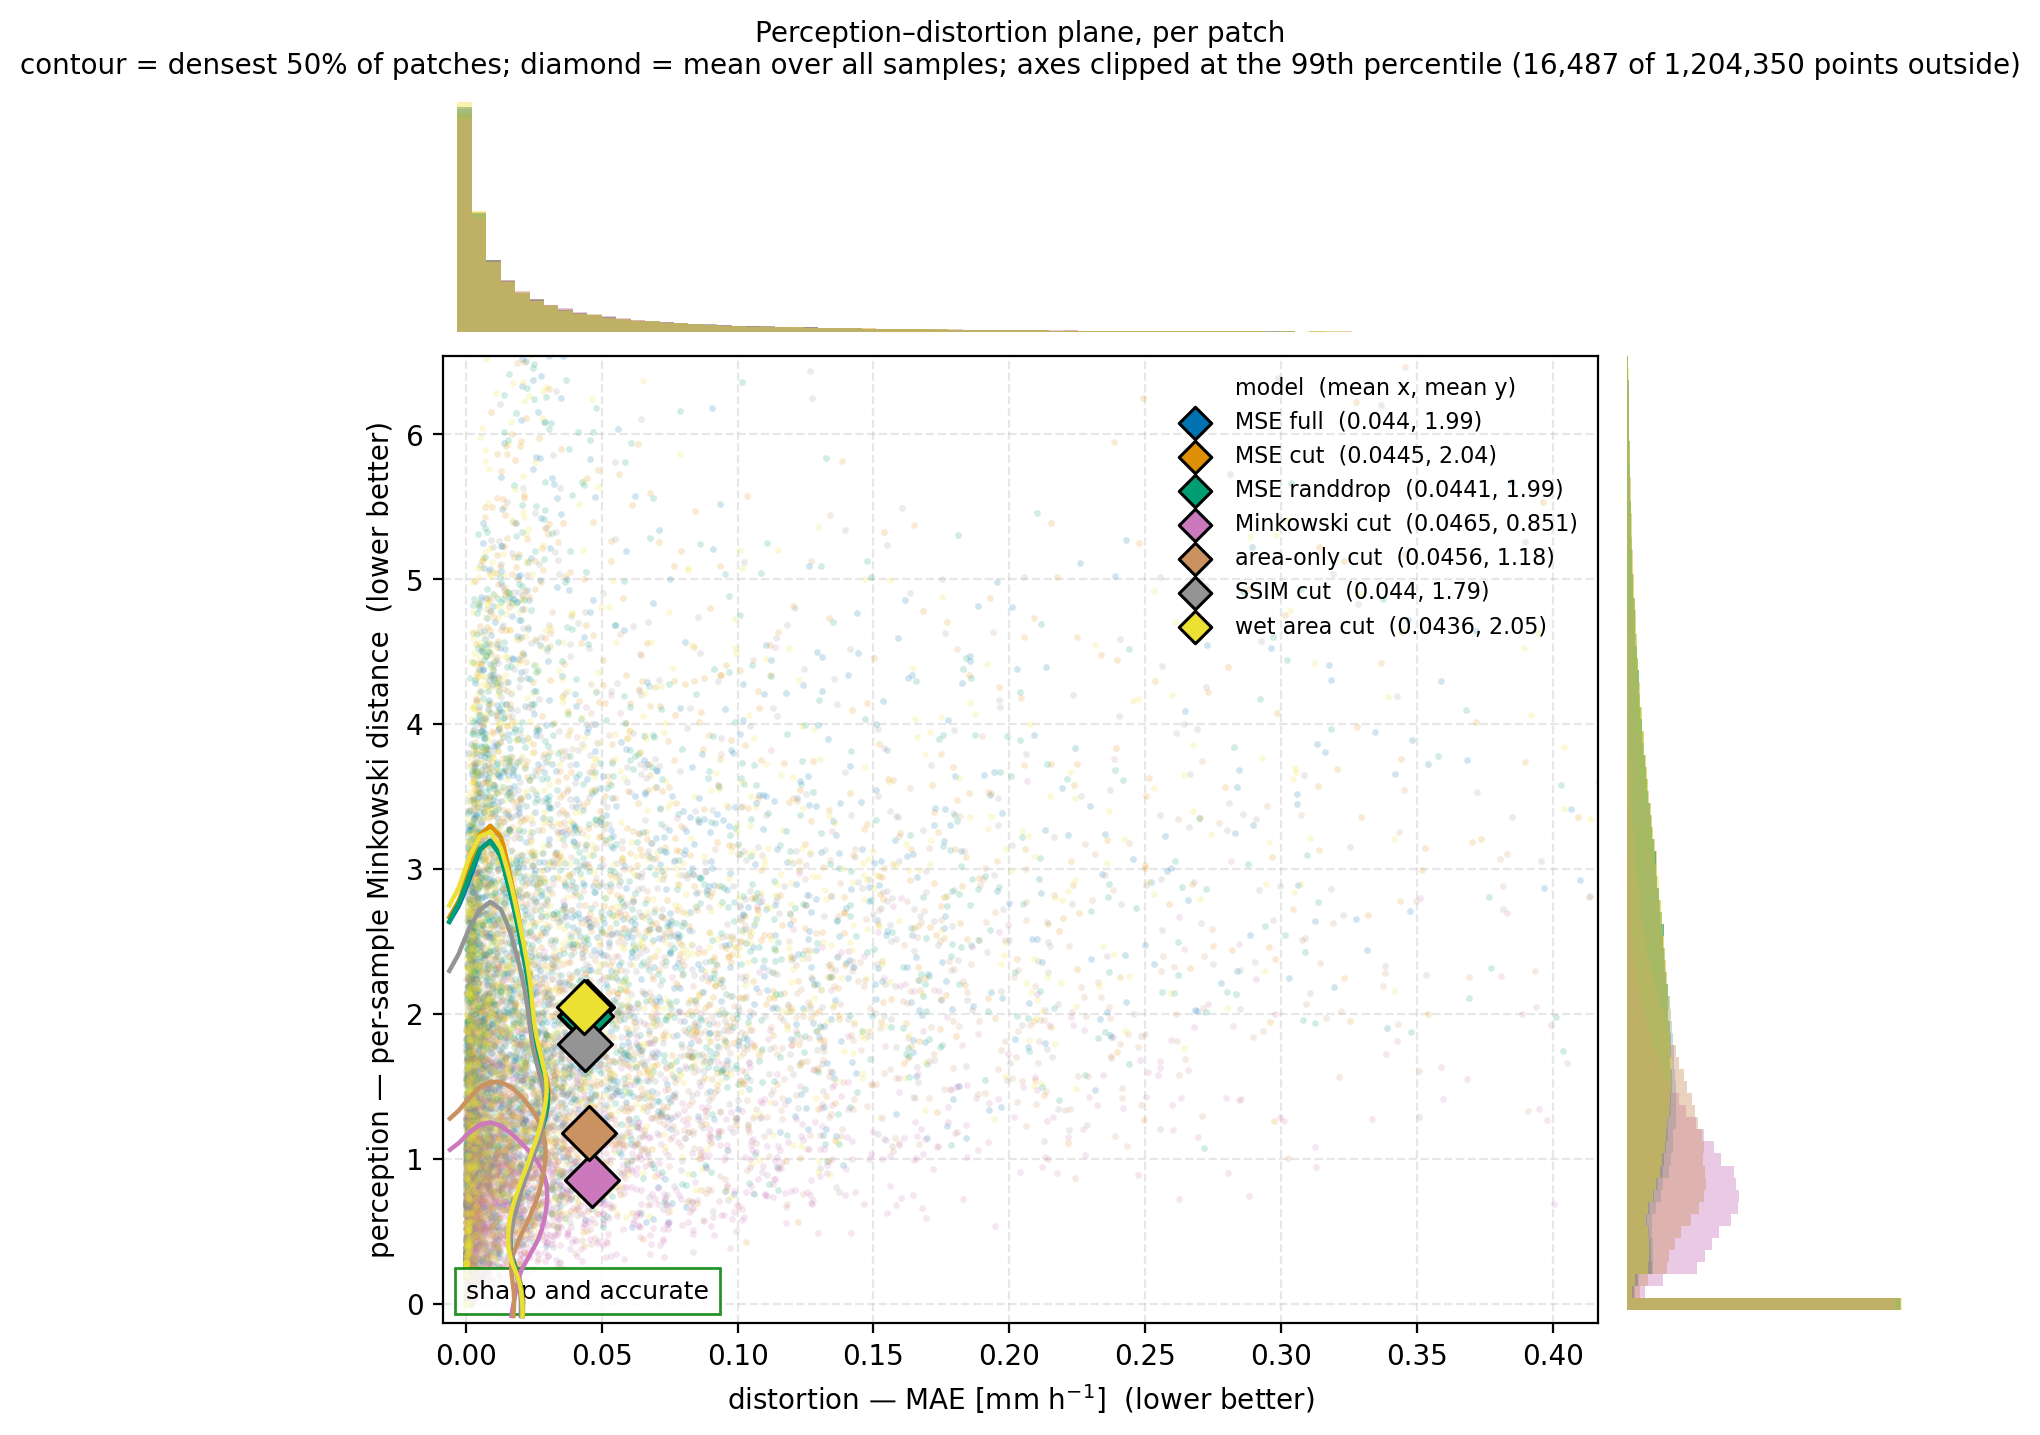 Perception–distortion plane, per patch
contour = densest 50% of patches; diamond = mean over all samples; axes clipped at the 99th percentile (16,487 of 1,204,350 points outside)
model (mean x, mean y)
MSE full (0.044, 1.99)
MSE cut (0.0445, 2.04)
MSE randdrop (0.0441, 1.99)
Minkowski cut (0.0465, 0.851)
area-only cut (0.0456, 1.18)
SSIM cut (0.044, 1.79)
wet area cut (0.0436, 2.05)
perception — per-sample Minkowski distance (lower better)
6
5
4
3
2
1
0
sharp and accurate
0.00 0.05 0.10 0.15 0.20 0.25 0.30 0.35 0.40
distortion — MAE [mm h⁻¹] (lower better)